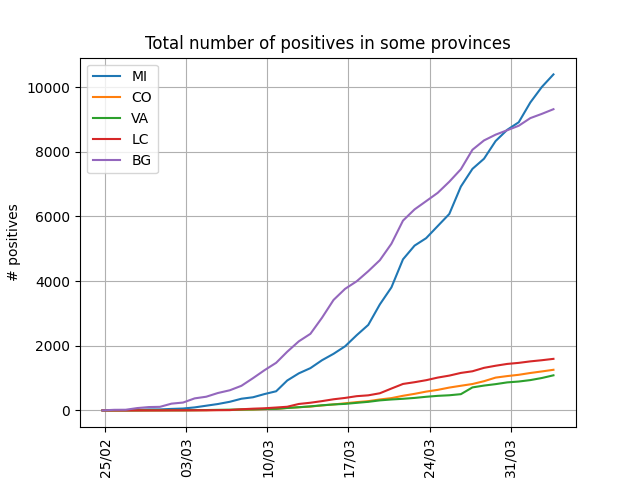 Total number of positives in some provinces
MI
CO
VA
LC
BG
# positives
10000
8000
6000
4000
2000
0
25/02
03/03
10/03
17/03
24/03
31/03